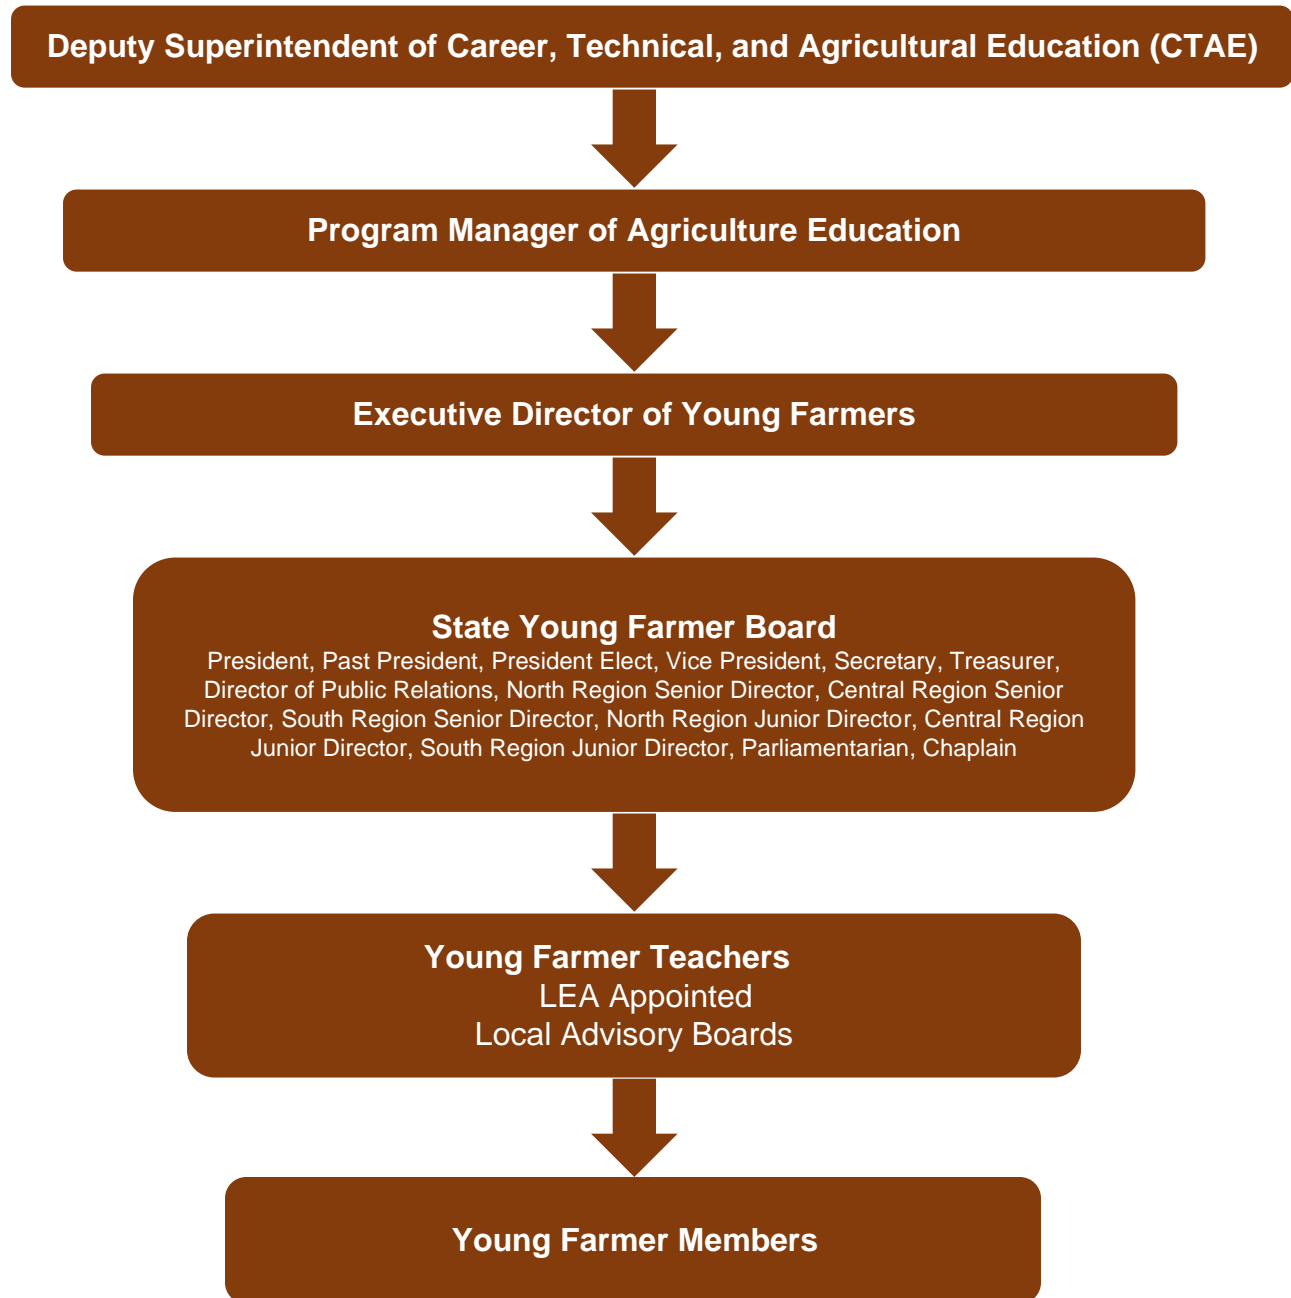 Deputy Superintendent of Career, Technical, and Agricultural Education (CTAE)
Program Manager of Agriculture Education
Executive Director of Young Farmers
State Young Farmer Board
President, Past President, President Elect, Vice President, Secretary, Treasurer,
Director of Public Relations, North Region Senior Director, Central Region Senior
Director, South Region Senior Director, North Region Junior Director, Central Region
Junior Director, South Region Junior Director, Parliamentarian, Chaplain
Young Farmer Teachers
LEA Appointed
Local Advisory Boards
Young Farmer Members